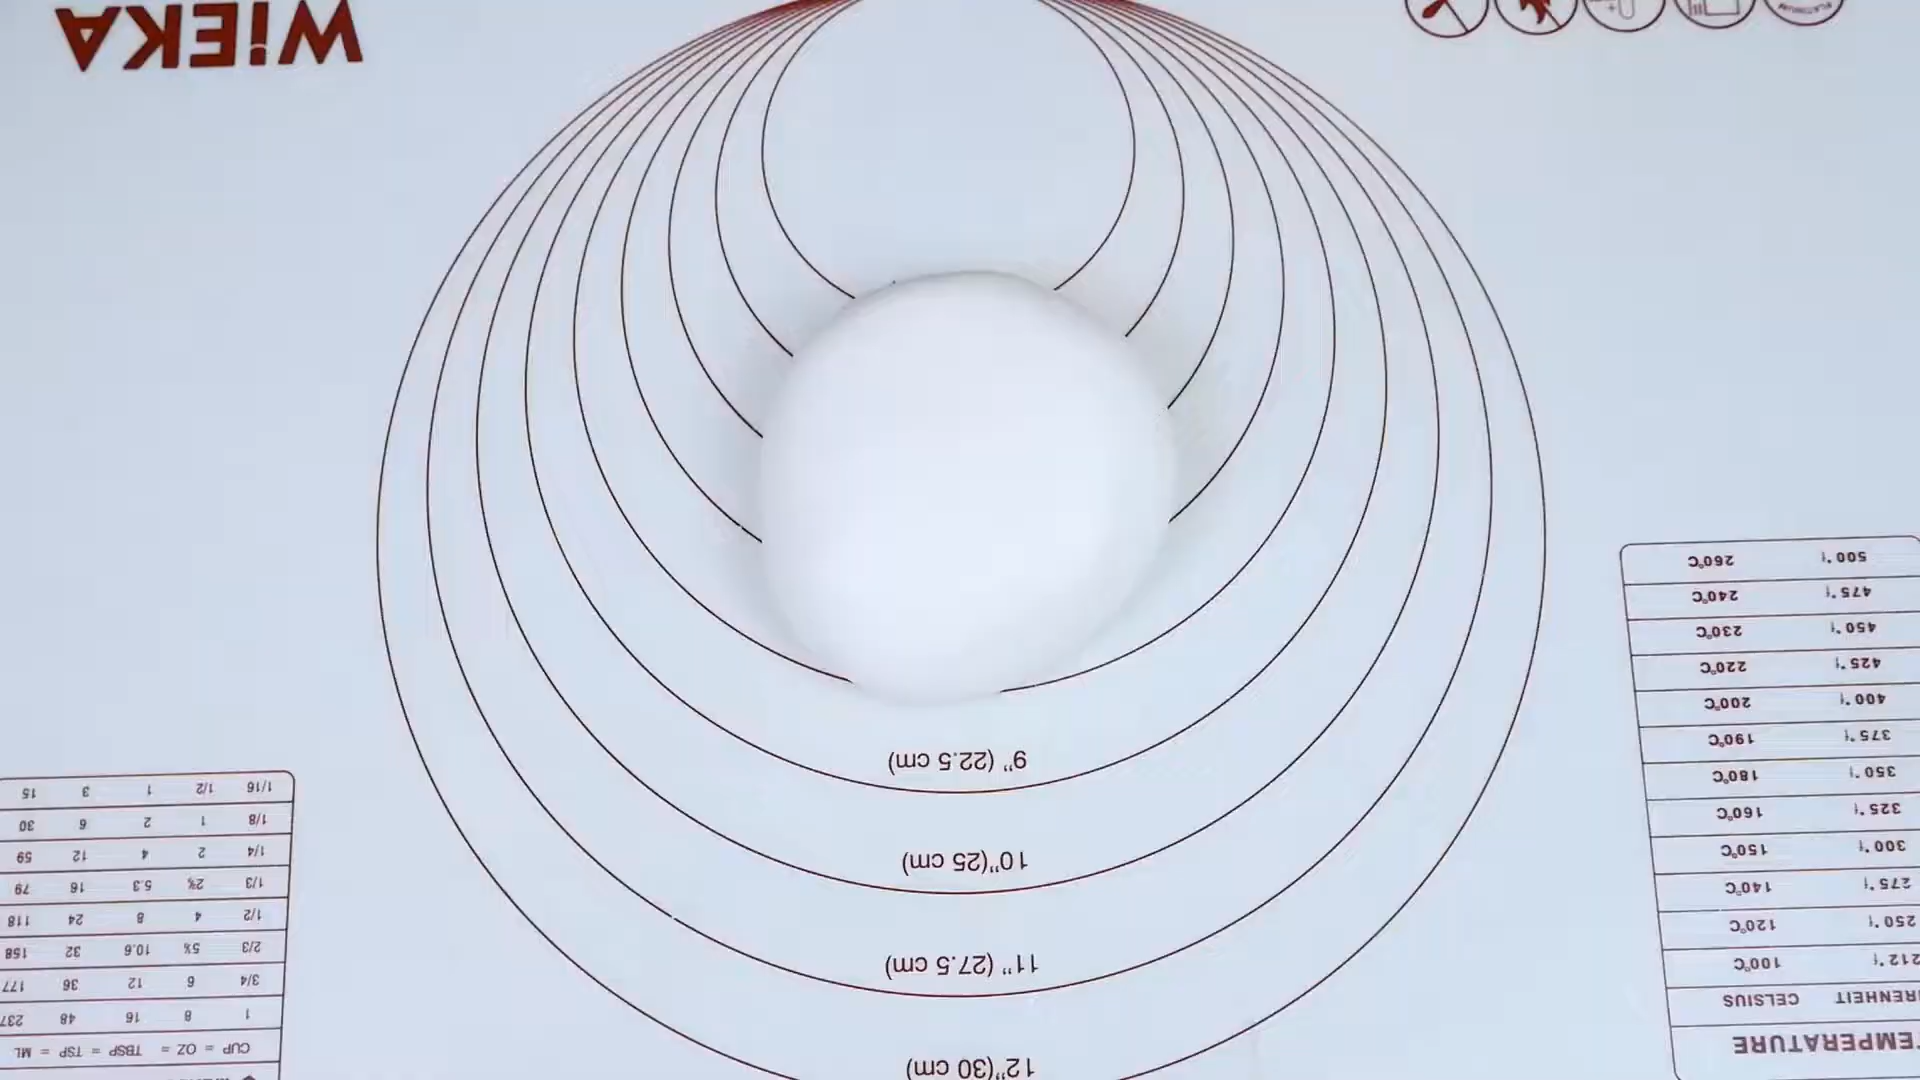 TEMPERATURE
RENHEIT CELSIUS
212°f 100°C
250°f 120°C
275°f 140°C
300°f 150°C
325°f 160°C
350°f 180°C
375°f 190°C
400°f 200°C
425°f 220°C
450°f 230°C
475°f 240°C
500°f 260°C
12"(30 cm)
11" (27.5 cm)
10"(25 cm)
9" (22.5 cm)
CUP = OZ = TBSP = TSP = ML
1 8 16 48 237
3/4 6 12 36 177
2/3 5⅓ 10.6 32 158
1/2 4 8 24 118
1/3 2⅔ 5.3 16 79
1/4 2 4 12 59
1/8 1 2 6 30
1/16 1/2 1 3 15
PLATINUM
WiEKA